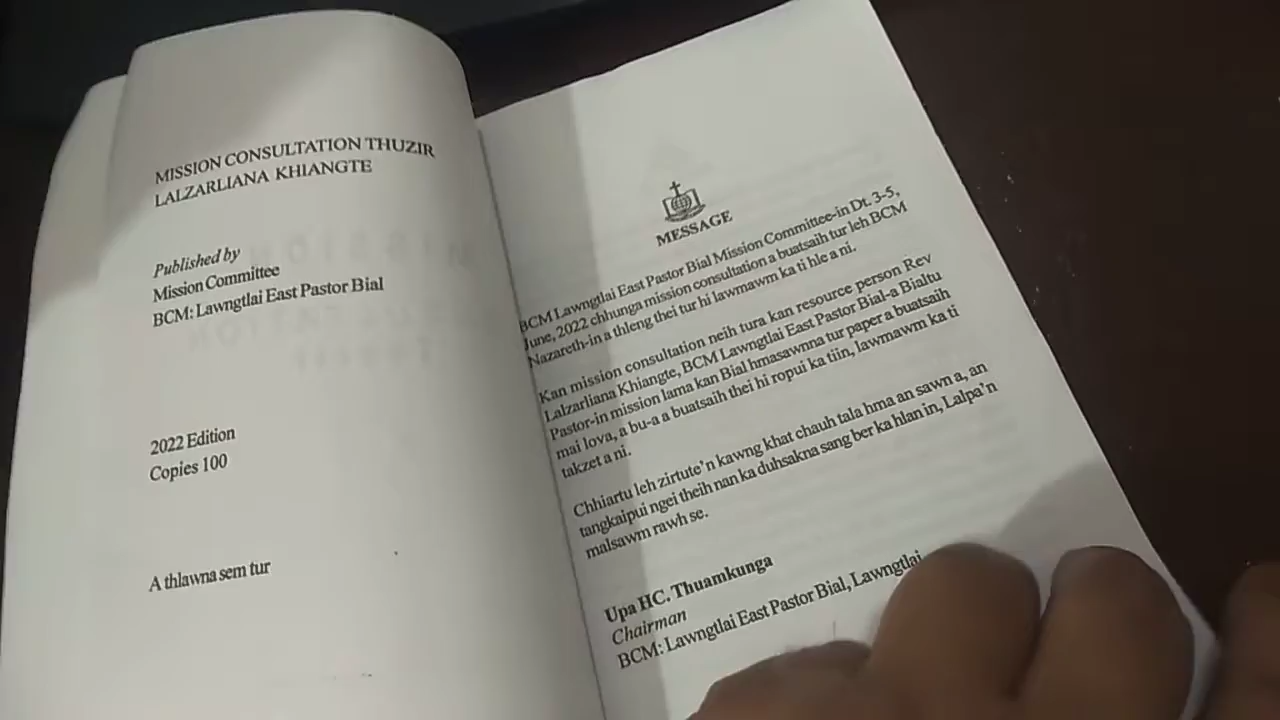 MISSION CONSULTATION THUZIR
LALZARLIANA KHIANGTE
Published by
Mission Committee
BCM: Lawngtlai East Pastor Bial
2022 Edition
Copies 100
A thlawna sem tur
MESSAGE
BCM Lawngtlai East Pastor Bial Mission Committee-in Dt. 3-5,
June, 2022 chhunga mission consultation a buatsaih tur leh BCM
Nazareth-in a thleng thei tur hi lawmawm ka ti hle a ni.
Kan mission consultation neih tura kan resource person Rev
Lalzarliana Khiangte, BCM Lawngtlai East Pastor Bial-a Bialtu
Pastor-in mission lama kan Bial hmasawnna tur paper a buatsaih
mai lova, a bu-a a buatsaih thei hi ropui ka tiin, lawmawm ka ti
takzet a ni.
Chhiartu leh zirtute'n kawng khat chauh tala hma an sawn a, an
tangkaipui ngei theih nan ka duhsakna sang ber ka hlan in, Lalpa'n
malsawm rawh se.
Upa HC. Thuamkunga
Chairman
BCM: Lawngtlai East Pastor Bial, Lawngtlai